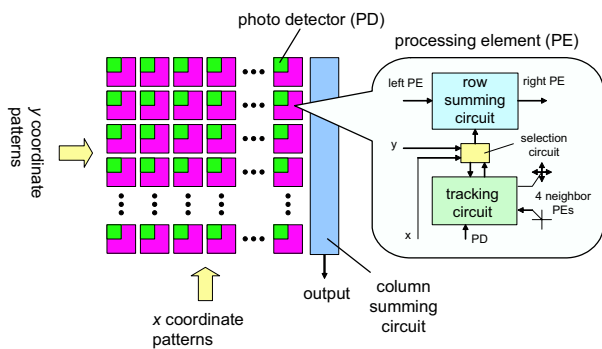 photo detector (PD)
processing element (PE)
left PE
row
summing
circuit
right PE
y
selection
circuit
tracking
circuit
4 neighbor
PEs
x
PD
y coordinate
patterns
x coordinate
patterns
output
column
summing
circuit